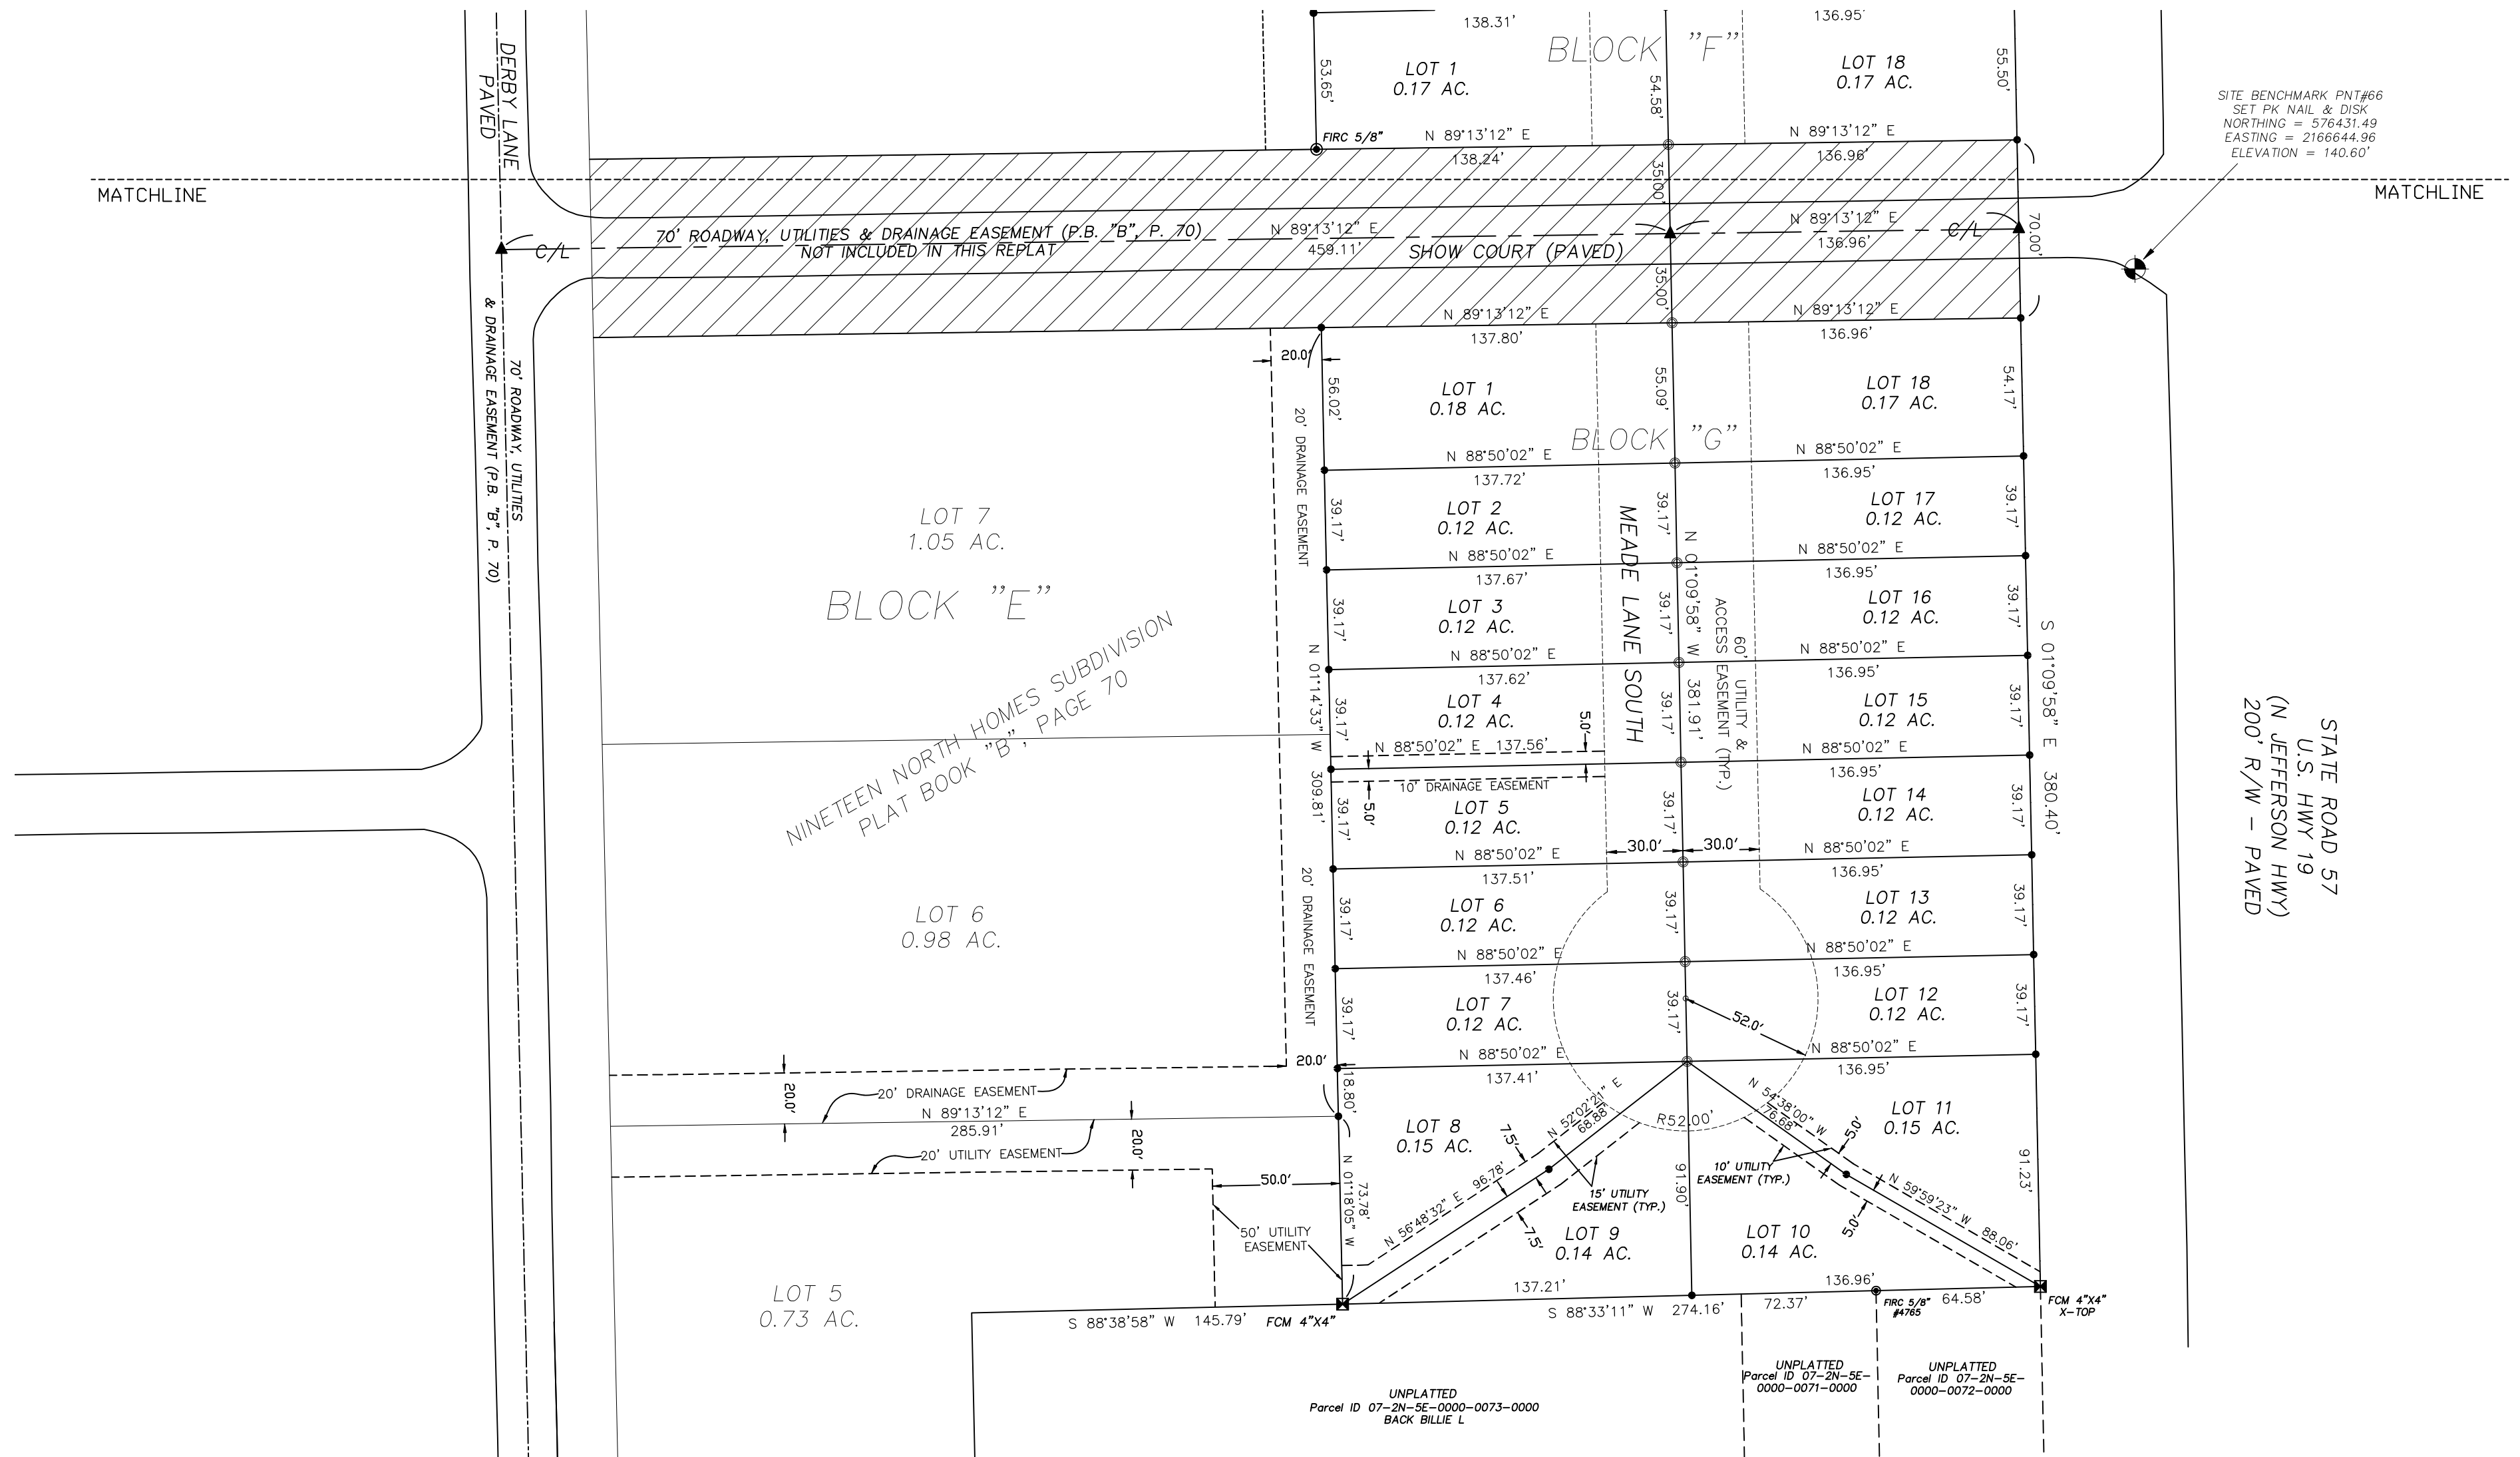 138.31'
136.95'
BLOCK "F"
53.65'
LOT 1
0.17 AC.
54.58'
LOT 18
0.17 AC.
55.50'
DERBY LANE
PAVED
SITE BENCHMARK PNT#66
SET PK NAIL & DISK
NORTHING = 576431.49
EASTING = 2166644.96
ELEVATION = 140.60'
FIRC 5/8"
N 89°13'12" E
138.24'
N 89°13'12" E
136.96'
MATCHLINE
MATCHLINE
35.00'
70' ROADWAY, UTILITIES & DRAINAGE EASEMENT (P.B. "B", P. 70)
NOT INCLUDED IN THIS REPLAT
C/L
N 89°13'12" E
459.11'
SHOW COURT (PAVED)
N 89°13'12" E
136.96'
C/L
70.00'
35.00'
N 89°13'12" E
137.80'
N 89°13'12" E
136.96'
70' ROADWAY, UTILITIES
& DRAINAGE EASEMENT (P.B. "B", P. 70)
20.0'
56.02'
LOT 1
0.18 AC.
55.09'
LOT 18
0.17 AC.
54.17'
20' DRAINAGE EASEMENT
BLOCK "G"
N 88°50'02" E
137.72'
N 88°50'02" E
136.95'
39.17'
LOT 2
0.12 AC.
39.17'
LOT 17
0.12 AC.
39.17'
LOT 7
1.05 AC.
BLOCK "E"
N 88°50'02" E
137.67'
N 88°50'02" E
136.95'
MEADE LANE SOUTH
N 01°09'58" W 381.91'
60' UTILITY &
ACCESS EASEMENT (TYP.)
39.17'
LOT 3
0.12 AC.
39.17'
LOT 16
0.12 AC.
39.17'
S 01°09'58" E 380.40'
N 01°14'33" W 309.81'
N 88°50'02" E
137.62'
N 88°50'02" E
136.95'
39.17'
LOT 4
0.12 AC.
39.17'
LOT 15
0.12 AC.
39.17'
NINETEEN NORTH HOMES SUBDIVISION
PLAT BOOK "B", PAGE 70
STATE ROAD 57
U.S. HWY 19
(N JEFFERSON HWY)
200' R/W - PAVED
5.0'
N 88°50'02" E 137.56'
N 88°50'02" E
136.95'
10' DRAINAGE EASEMENT
5.0'
39.17'
LOT 5
0.12 AC.
39.17'
LOT 14
0.12 AC.
39.17'
30.0'
30.0'
N 88°50'02" E
137.51'
N 88°50'02" E
136.95'
20' DRAINAGE EASEMENT
39.17'
LOT 6
0.12 AC.
39.17'
LOT 13
0.12 AC.
39.17'
LOT 6
0.98 AC.
N 88°50'02" E
137.46'
N 88°50'02" E
136.95'
39.17'
LOT 7
0.12 AC.
39.17'
52.0'
LOT 12
0.12 AC.
39.17'
20.0'
N 88°50'02" E
137.41'
N 88°50'02" E
136.95'
20.0'
20' DRAINAGE EASEMENT
N 89°13'12" E
285.91'
20' UTILITY EASEMENT
20.0'
18.80'
LOT 8
0.15 AC.
N 52°02'21" E
68.88'
R52.00'
N 54°38'00" W
76.68'
5.0'
LOT 11
0.15 AC.
7.5'
N 56°48'32" E 96.78'
15' UTILITY
EASEMENT (TYP.)
91.90'
10' UTILITY
EASEMENT (TYP.)
N 59°59'23" W 88.06'
91.23'
50.0'
N 01°18'05" W
73.78'
50' UTILITY
EASEMENT
7.5'
LOT 9
0.14 AC.
LOT 10
0.14 AC.
5.0'
LOT 5
0.73 AC.
137.21'
136.96'
S 88°38'58" W 145.79'
FCM 4"X4"
S 88°33'11" W 274.16'
72.37'
FIRC 5/8"
#4765
64.58'
FCM 4"X4"
X-TOP
UNPLATTED
Parcel ID 07-2N-5E-0000-0073-0000
BACK BILLIE L
UNPLATTED
Parcel ID 07-2N-5E-
0000-0071-0000
UNPLATTED
Parcel ID 07-2N-5E-
0000-0072-0000